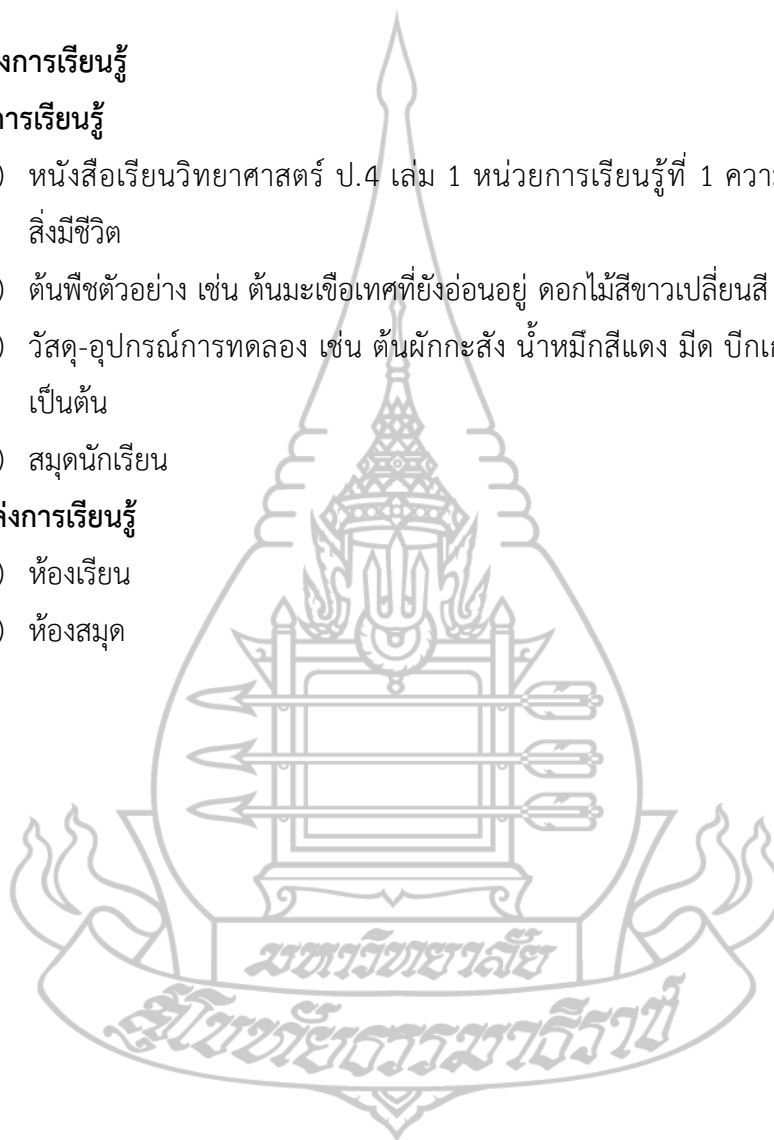 งการเรียนรู้
การเรียนรู้
) หนังสือเรียนวิทยาศาสตร์ ป.4 เล่ม 1 หน่วยการเรียนรู้ที่ 1
สิ่งมีชีวิต
) ต้นพืชตัวอย่าง เช่น ต้นมะเขือเทศที่ยังอ่อนอยู่ ดอกไม้สีขาวเปลี่ยนสี
) วัสดุ-อุปกรณ์การทดลอง เช่น ต้นผักกะสัง น้ำหมึกสีแดง มีด
เป็นต้น
) สมุดนักเรียน
ล่งการเรียนรู้
) ห้องเรียน
) ห้องสมุด
มหาวิทยาลัย
สุโขทัยธรรมาธิราช